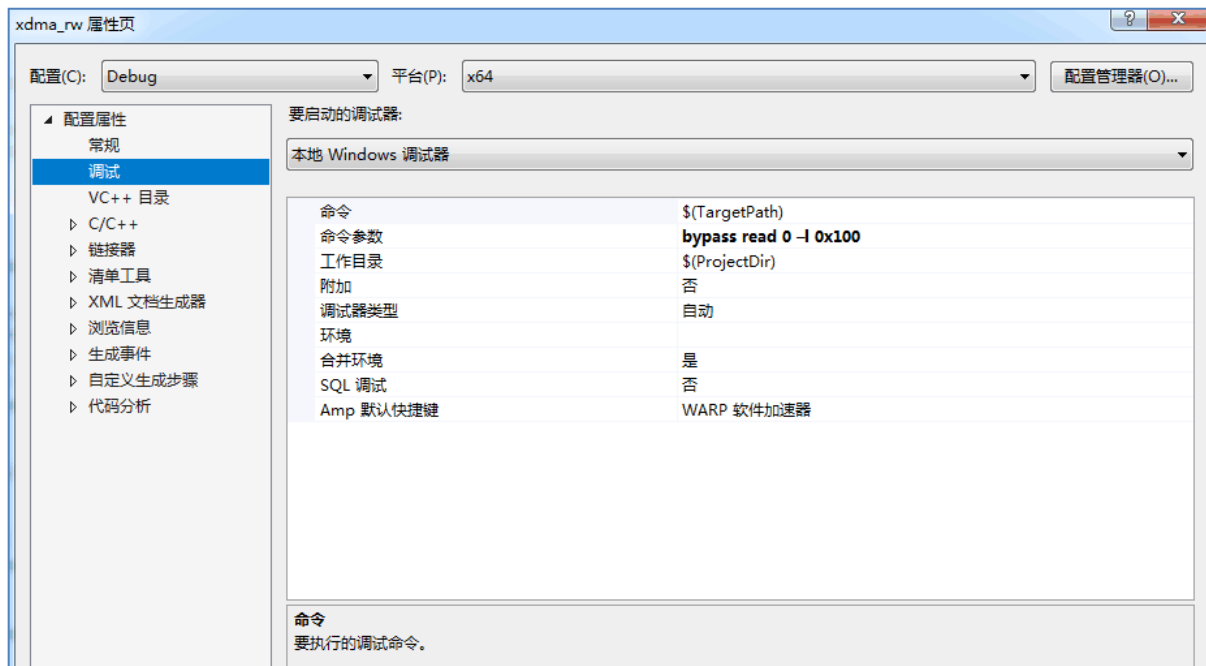 xdma_rw 属性页
配置(C): Debug 平台(P): x64 配置管理器(O)...
配置属性
常规
调试
VC++ 目录
C/C++
链接器
清单工具
XML 文档生成器
浏览信息
生成事件
自定义生成步骤
代码分析
要启动的调试器:
本地 Windows 调试器
命令 $(TargetPath)
命令参数 bypass read 0 –l 0x100
工作目录 $(ProjectDir)
附加 否
调试器类型 自动
环境
合并环境 是
SQL 调试 否
Amp 默认快捷键 WARP 软件加速器
命令
要执行的调试命令。